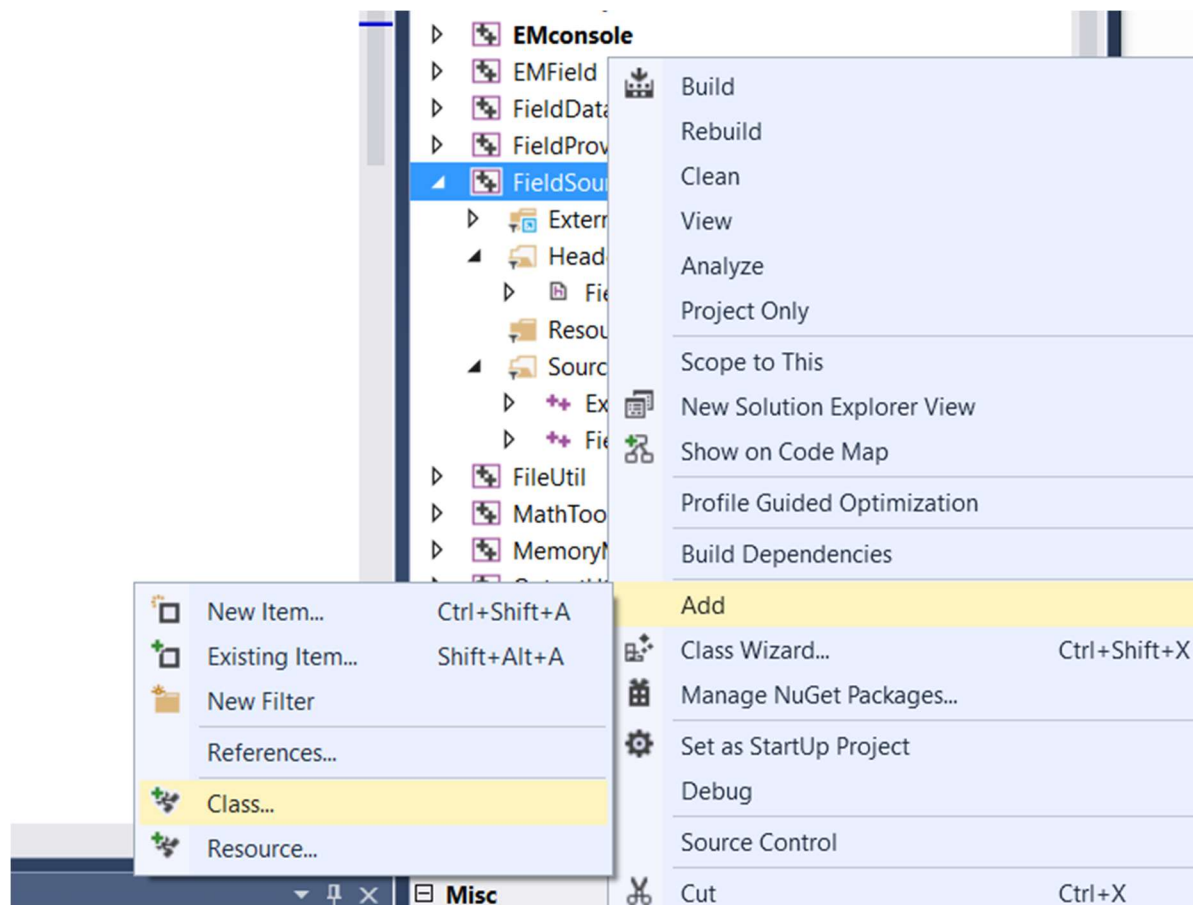 EMconsole
EMField
FieldData
FieldProv
FieldSour
Extern
Head
Fie
Resou
Sourc
Ex
Fie
FileUtil
MathToo
Build
Rebuild
Clean
View
Analyze
Project Only
Scope to This
New Solution Explorer View
Show on Code Map
Profile Guided Optimization
Build Dependencies
Add
Class Wizard... Ctrl+Shift+X
Manage NuGet Packages...
Set as StartUp Project
Debug
Source Control
Cut Ctrl+X
New Item... Ctrl+Shift+A
Existing Item... Shift+Alt+A
New Filter
References...
Class...
Resource...
Misc